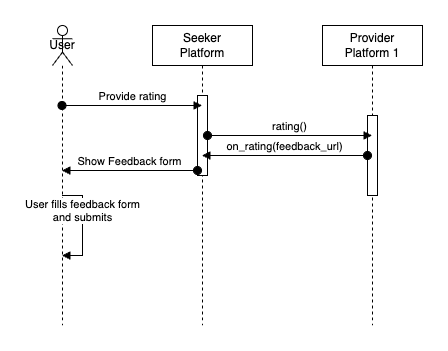 User
Seeker
Platform
Provider
Platform 1
Provide rating
rating()
on_rating(feedback_url)
Show Feedback form
User fills feedback form
and submits